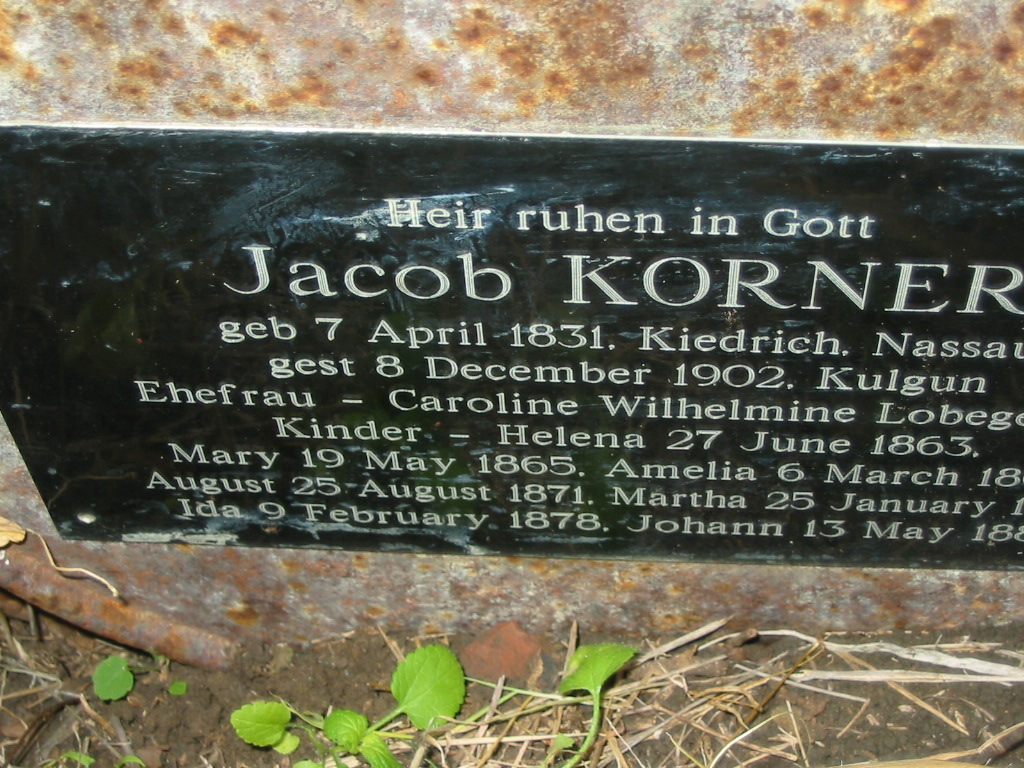 Heir ruhen in Gott
Jacob KORNER
geb 7 April 1831. Kiedrich. Nassau
gest 8 December 1902. Kulgun
Ehefrau - Caroline Wilhelmine
Kinder - Helena 27 June 1863.
Mary 19 May 1865. Amelia 6 March
August 25 August 1871. Martha 25 January
Ida 9 February 1878. Johann 13 May